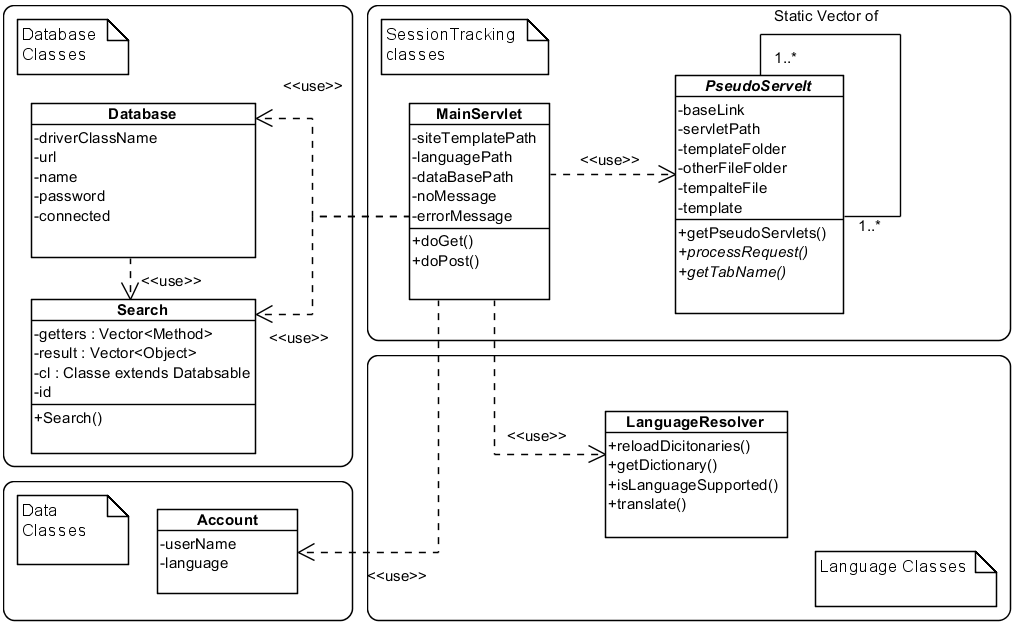 Database
Classes
<<use>>
Database
-driverClassName
-url
-name
-password
-connected
<<use>>
Search
-getters : Vector<Method>
-result : Vector<Object>
-cl : Classe extends Databsable
-id
+Search()
<<use>>
SessionTracking
classes
MainServlet
-siteTemplatePath
-languagePath
-dataBasePath
-noMessage
-errorMessage
+doGet()
+doPost()
<<use>>
Static Vector of
1..*
PseudoServelt
-baseLink
-servletPath
-templateFolder
-otherFileFolder
-tempalteFile
-template
+getPseudoServlets()
+processRequest()
+getTabName()
1..*
Data
Classes
Account
-userName
-language
<<use>>
<<use>>
LanguageResolver
+reloadDicitonaries()
+getDictionary()
+isLanguageSupported()
+translate()
Language Classes